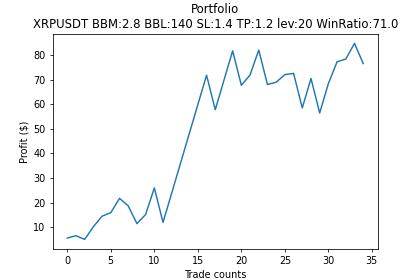 Portfolio
XRPUSDT BBM:2.8 BBL:140 SL:1.4 TP:1.2 lev:20 WinRatio:71.0
80
70
60
50
40
30
20
10
Profit ($)
0 5 10 15 20 25 30 35
Trade counts